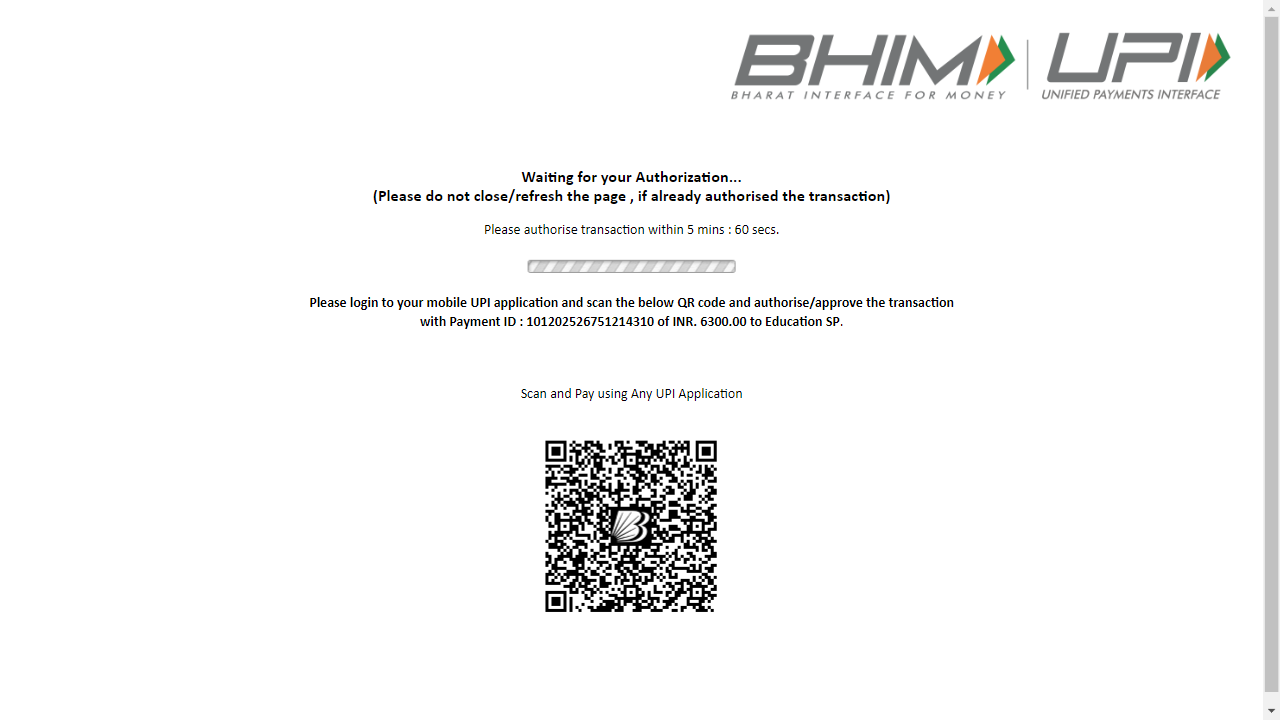 BHIM
BHARAT INTERFACE FOR MONEY
UPI
UNIFIED PAYMENTS INTERFACE
Waiting for your Authorization...
(Please do not close/refresh the page , if already authorised the transaction)
Please authorise transaction within 5 mins : 60 secs.
Please login to your mobile UPI application and scan the below QR code and authorise/approve the transaction
with Payment ID : 101202526751214310 of INR. 6300.00 to Education SP.
Scan and Pay using Any UPI Application